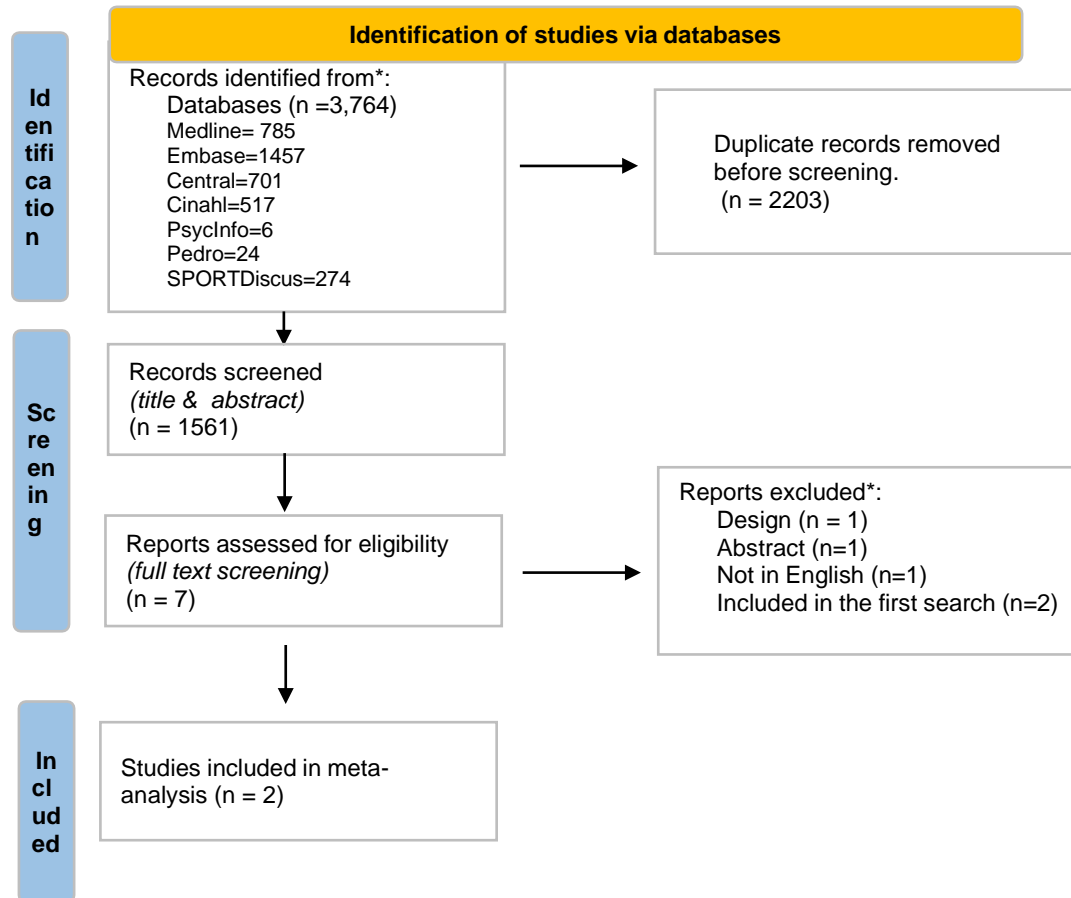 Identification of studies via databases
Id
en
tifi
ca
tio
n
Records identified from*:
Databases (n =3,764)
Medline= 785
Embase=1457
Central=701
Cinahl=517
PsycInfo=6
Pedro=24
SPORTDiscus=274
Duplicate records removed
before screening.
(n = 2203)
Sc
re
en
in
g
Records screened
(title & abstract)
(n = 1561)
Reports assessed for eligibility
(full text screening)
(n = 7)
Reports excluded*:
Design (n = 1)
Abstract (n=1)
Not in English (n=1)
Included in the first search (n=2)
In
cl
ud
ed
Studies included in meta-
analysis (n = 2)